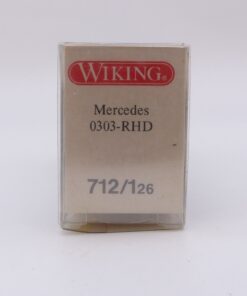 WIKING®
Mercedes
0303-RHD
712/126